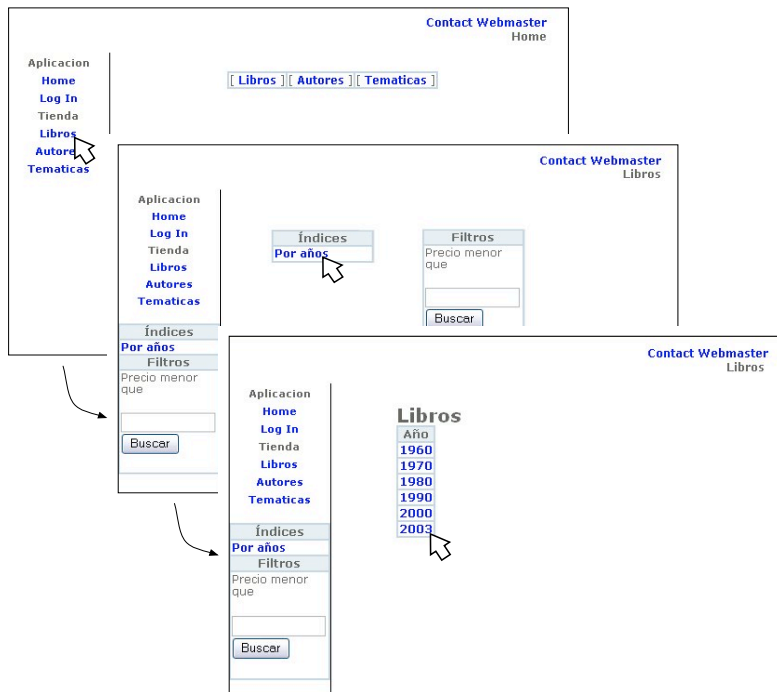 Contact Webmaster
Home
Aplicacion
Home
Log In
Tienda
Libros
Autore
Tematicas
[ Libros ][ Autores ][ Tematicas ]
Contact Webmaster
Libros
Aplicacion
Home
Log In
Tienda
Libros
Autores
Tematicas
Índices
Por años
Filtros
Precio menor
que
Buscar
Índices
Por años
Filtros
Precio menor
que
Buscar
Contact Webmaster
Libros
Aplicacion
Home
Log In
Tienda
Libros
Autores
Tematicas
Índices
Por años
Filtros
Precio menor
que
Buscar
Libros
Año
1960
1970
1980
1990
2000
2003